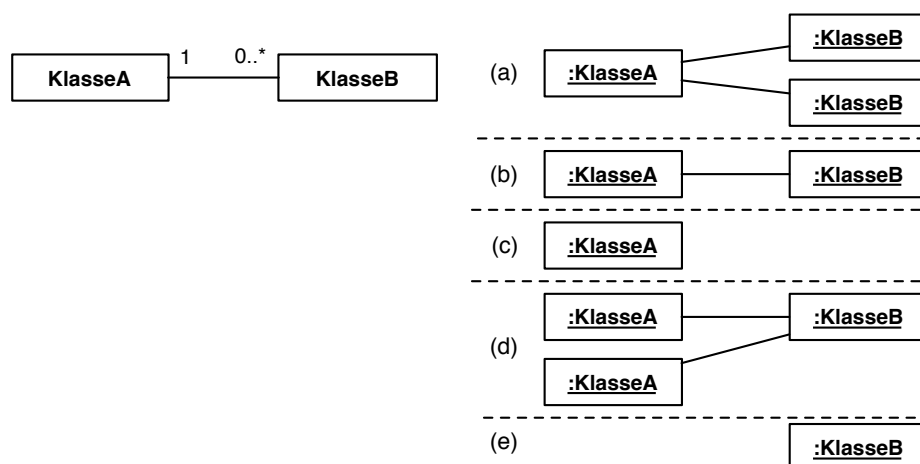 1 0..*
KlasseA KlasseB
(a) :KlasseA :KlasseB
:KlasseB
(b) :KlasseA :KlasseB
(c) :KlasseA
(d) :KlasseA :KlasseB
:KlasseA
(e) :KlasseB